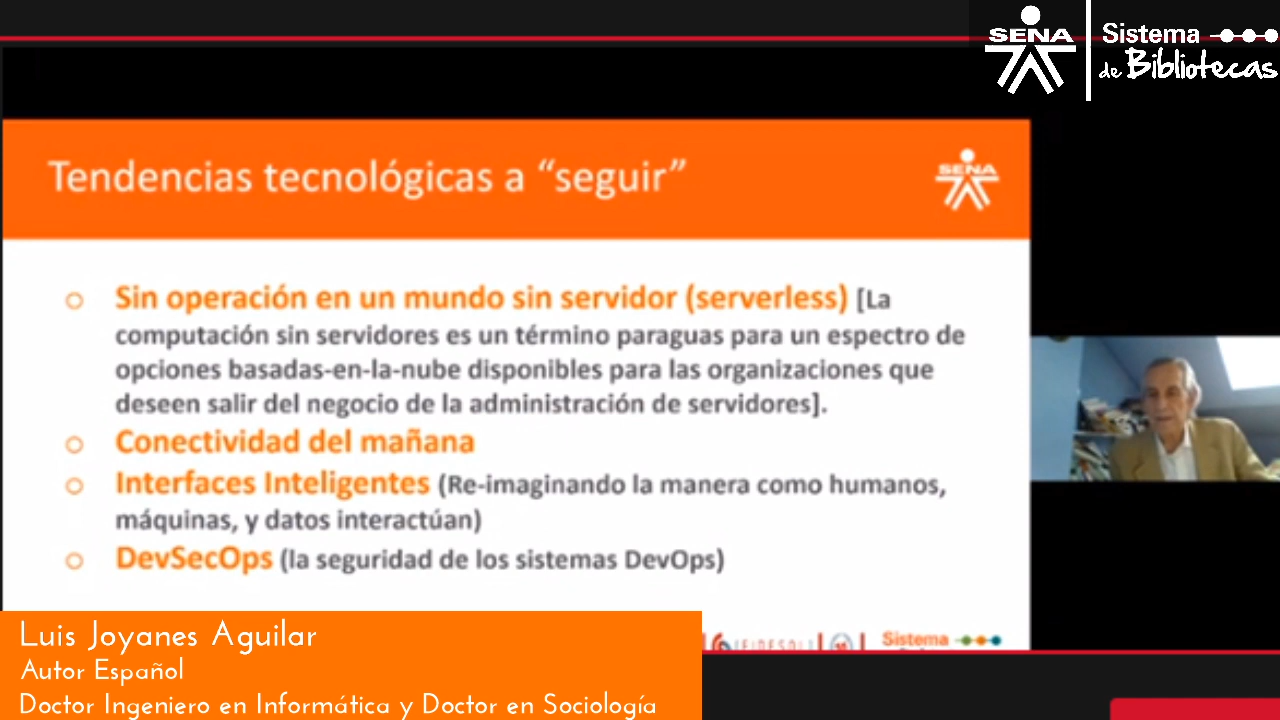 SENA
Sistema
de Bibliotecas
Tendencias tecnológicas a “seguir”
SENA
o Sin operación en un mundo sin servidor (serverless) [La
computación sin servidores es un término paraguas para un espectro de
opciones basadas-en-la-nube disponibles para las organizaciones que
deseen salir del negocio de la administración de servidores].
o Conectividad del mañana
o Interfaces Inteligentes (Re-imaginando la manera como humanos,
máquinas, y datos interactúan)
o DevSecOps (la seguridad de los sistemas DevOps)
Sistema
Luis Joyanes Aguilar
Autor Español
Doctor Ingeniero en Informática y Doctor en Sociología